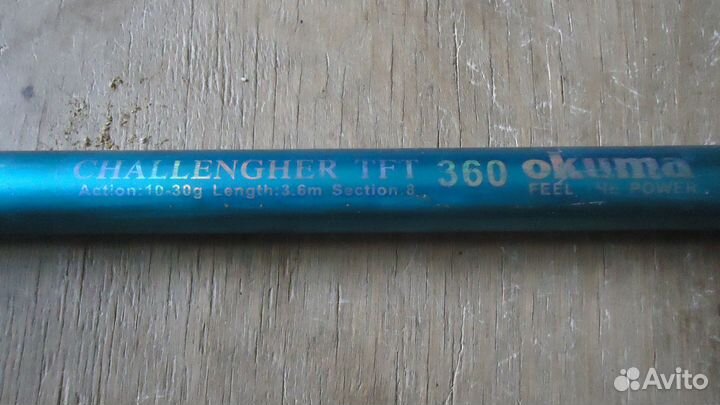 CHALLENGHER TFT 360 okuma
Action:10-30g Length:3.6m Section:8 FEEL POWER
Avito